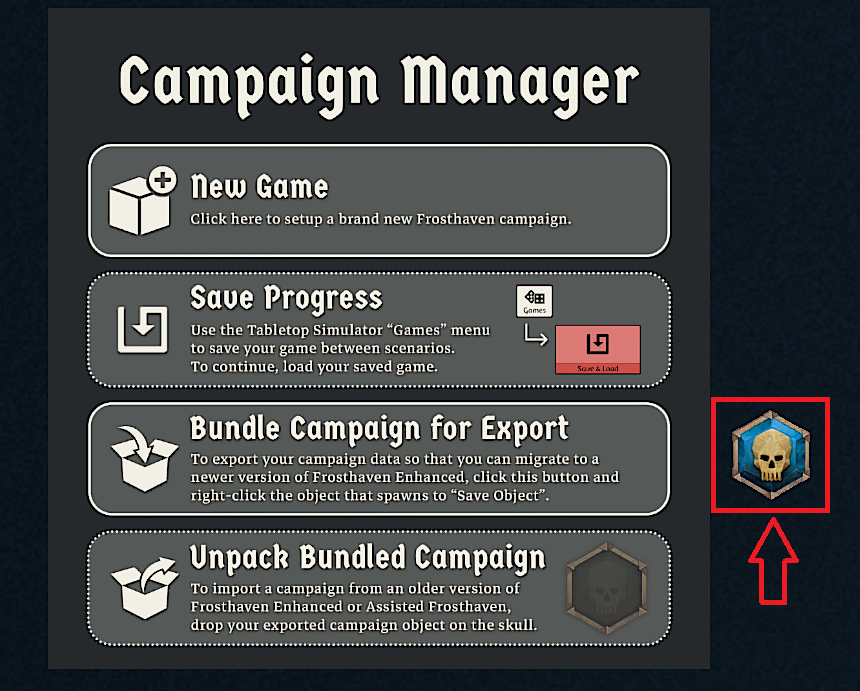 Campaign Manager
New Game
Click here to setup a brand new Frosthaven campaign.
Save Progress
Use the Tabletop Simulator “Games” menu
to save your game between scenarios.
To continue, load your saved game.
Games
Save & Load
Bundle Campaign for Export
To export your campaign data so that you can migrate to a
newer version of Frosthaven Enhanced, click this button and
right-click the object that spawns to “Save Object”.
Unpack Bundled Campaign
To import a campaign from an older version of
Frosthaven Enhanced or Assisted Frosthaven,
drop your exported campaign object on the skull.